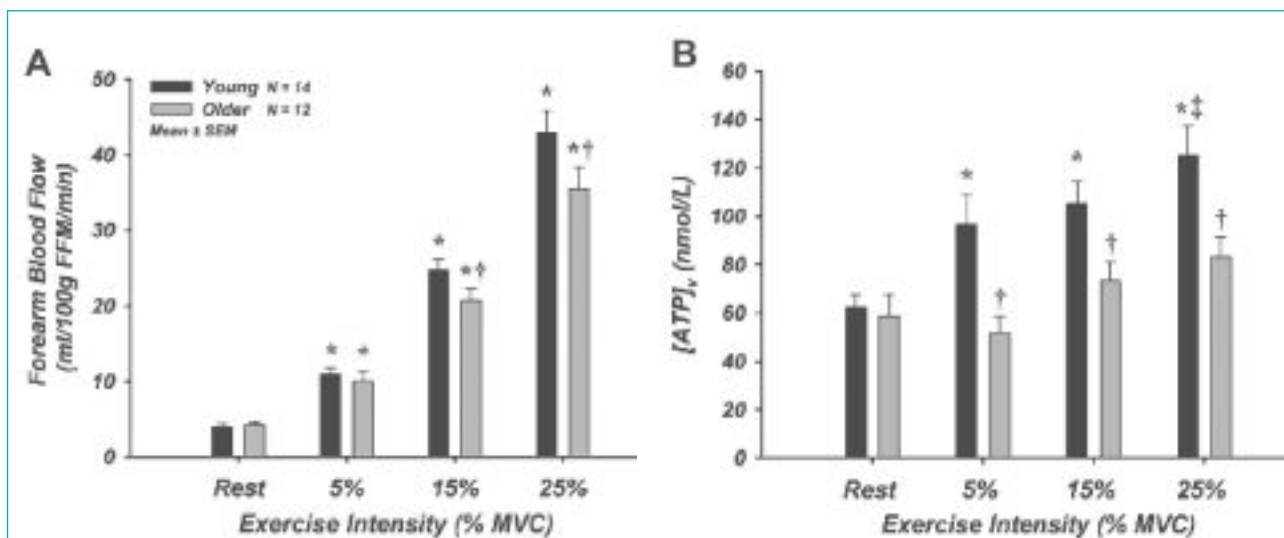 A
Young N = 14
Older N = 12
Mean ± SEM
Forearm Blood Flow
(ml/100g FFM/min)
50
40
30
20
10
0
* *
* *†
* *†
Rest 5% 15% 25%
Exercise Intensity (% MVC)
B
[ATP]v (nmol/L)
60
140
120
100
80
60
40
20
0
* †
* †
*‡ †
Rest 5% 15% 25%
Exercise Intensity (% MVC)